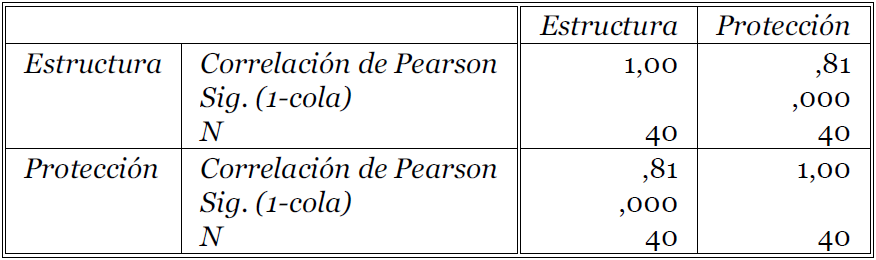 Estructura Protección
Estructura Correlación de Pearson 1,00 ,81
Sig. (1-cola) ,000
N 40 40
Protección Correlación de Pearson ,81 1,00
Sig. (1-cola) ,000
N 40 40